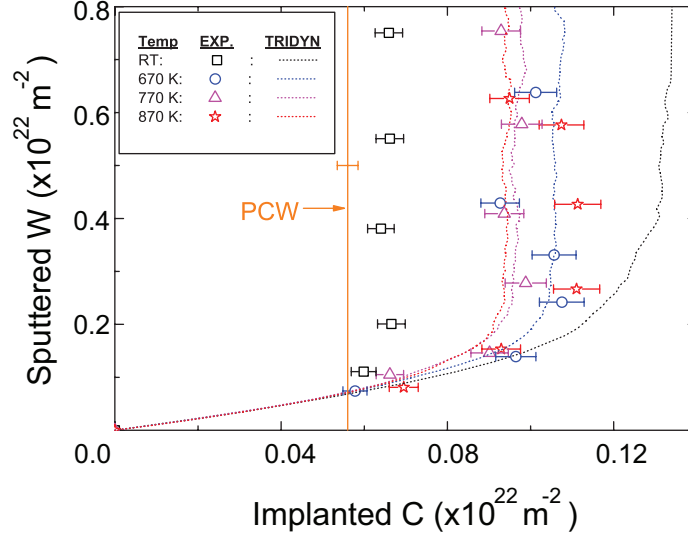 0.8
Temp EXP. TRIDYN
RT: :
670 K: :
770 K: :
870 K: :
0.6
0.4
0.2
PCW
Sputtered W (x10²² m⁻²)
0.0 0.04 0.08 0.12
Implanted C (x10²² m⁻²)